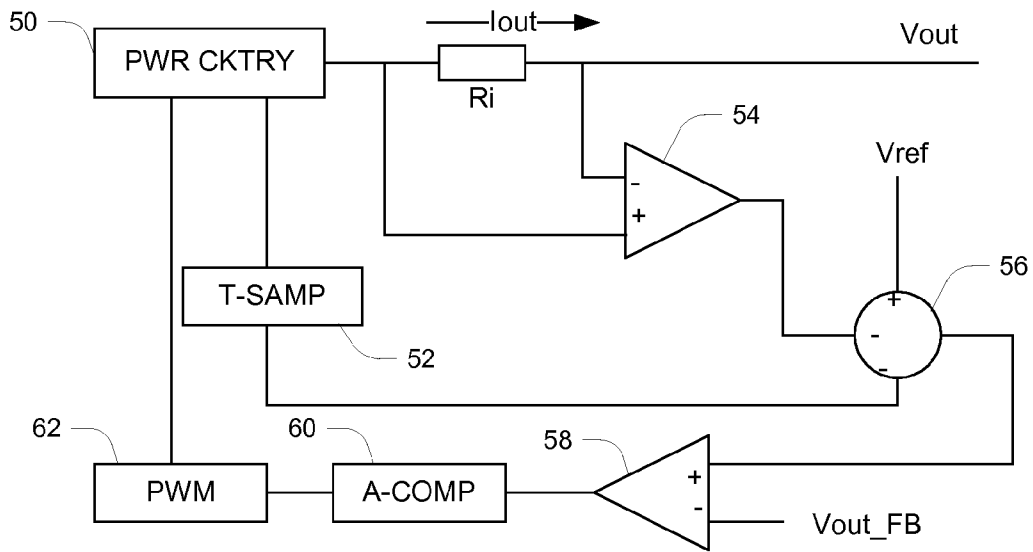 50
PWR CKTRY
Iout
Ri
Vout
54
-
+
Vref
56
+
-
-
T-SAMP
52
62
PWM
60
A-COMP
58
+
-
Vout_FB